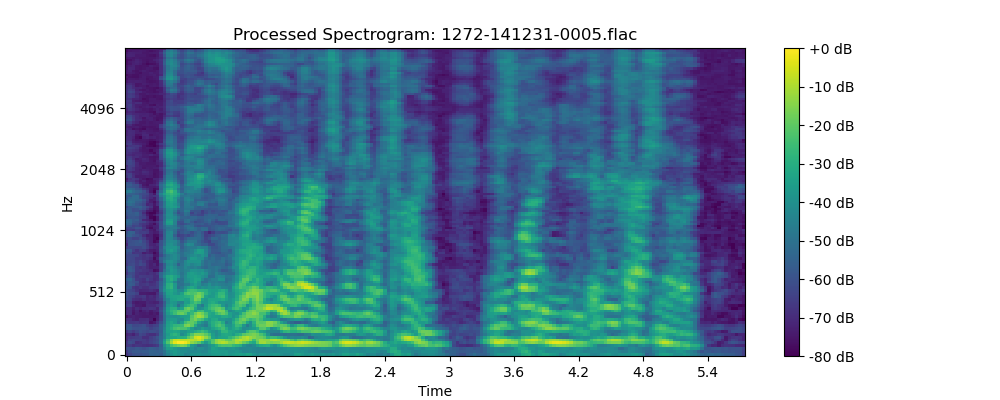 Processed Spectrogram: 1272-141231-0005.flac
+0 dB
-10 dB
4096
-20 dB
2048
-30 dB
Hz
-40 dB
1024
-50 dB
512
-60 dB
-70 dB
0
-80 dB
0 0.6 1.2 1.8 2.4 3 3.6 4.2 4.8 5.4
Time